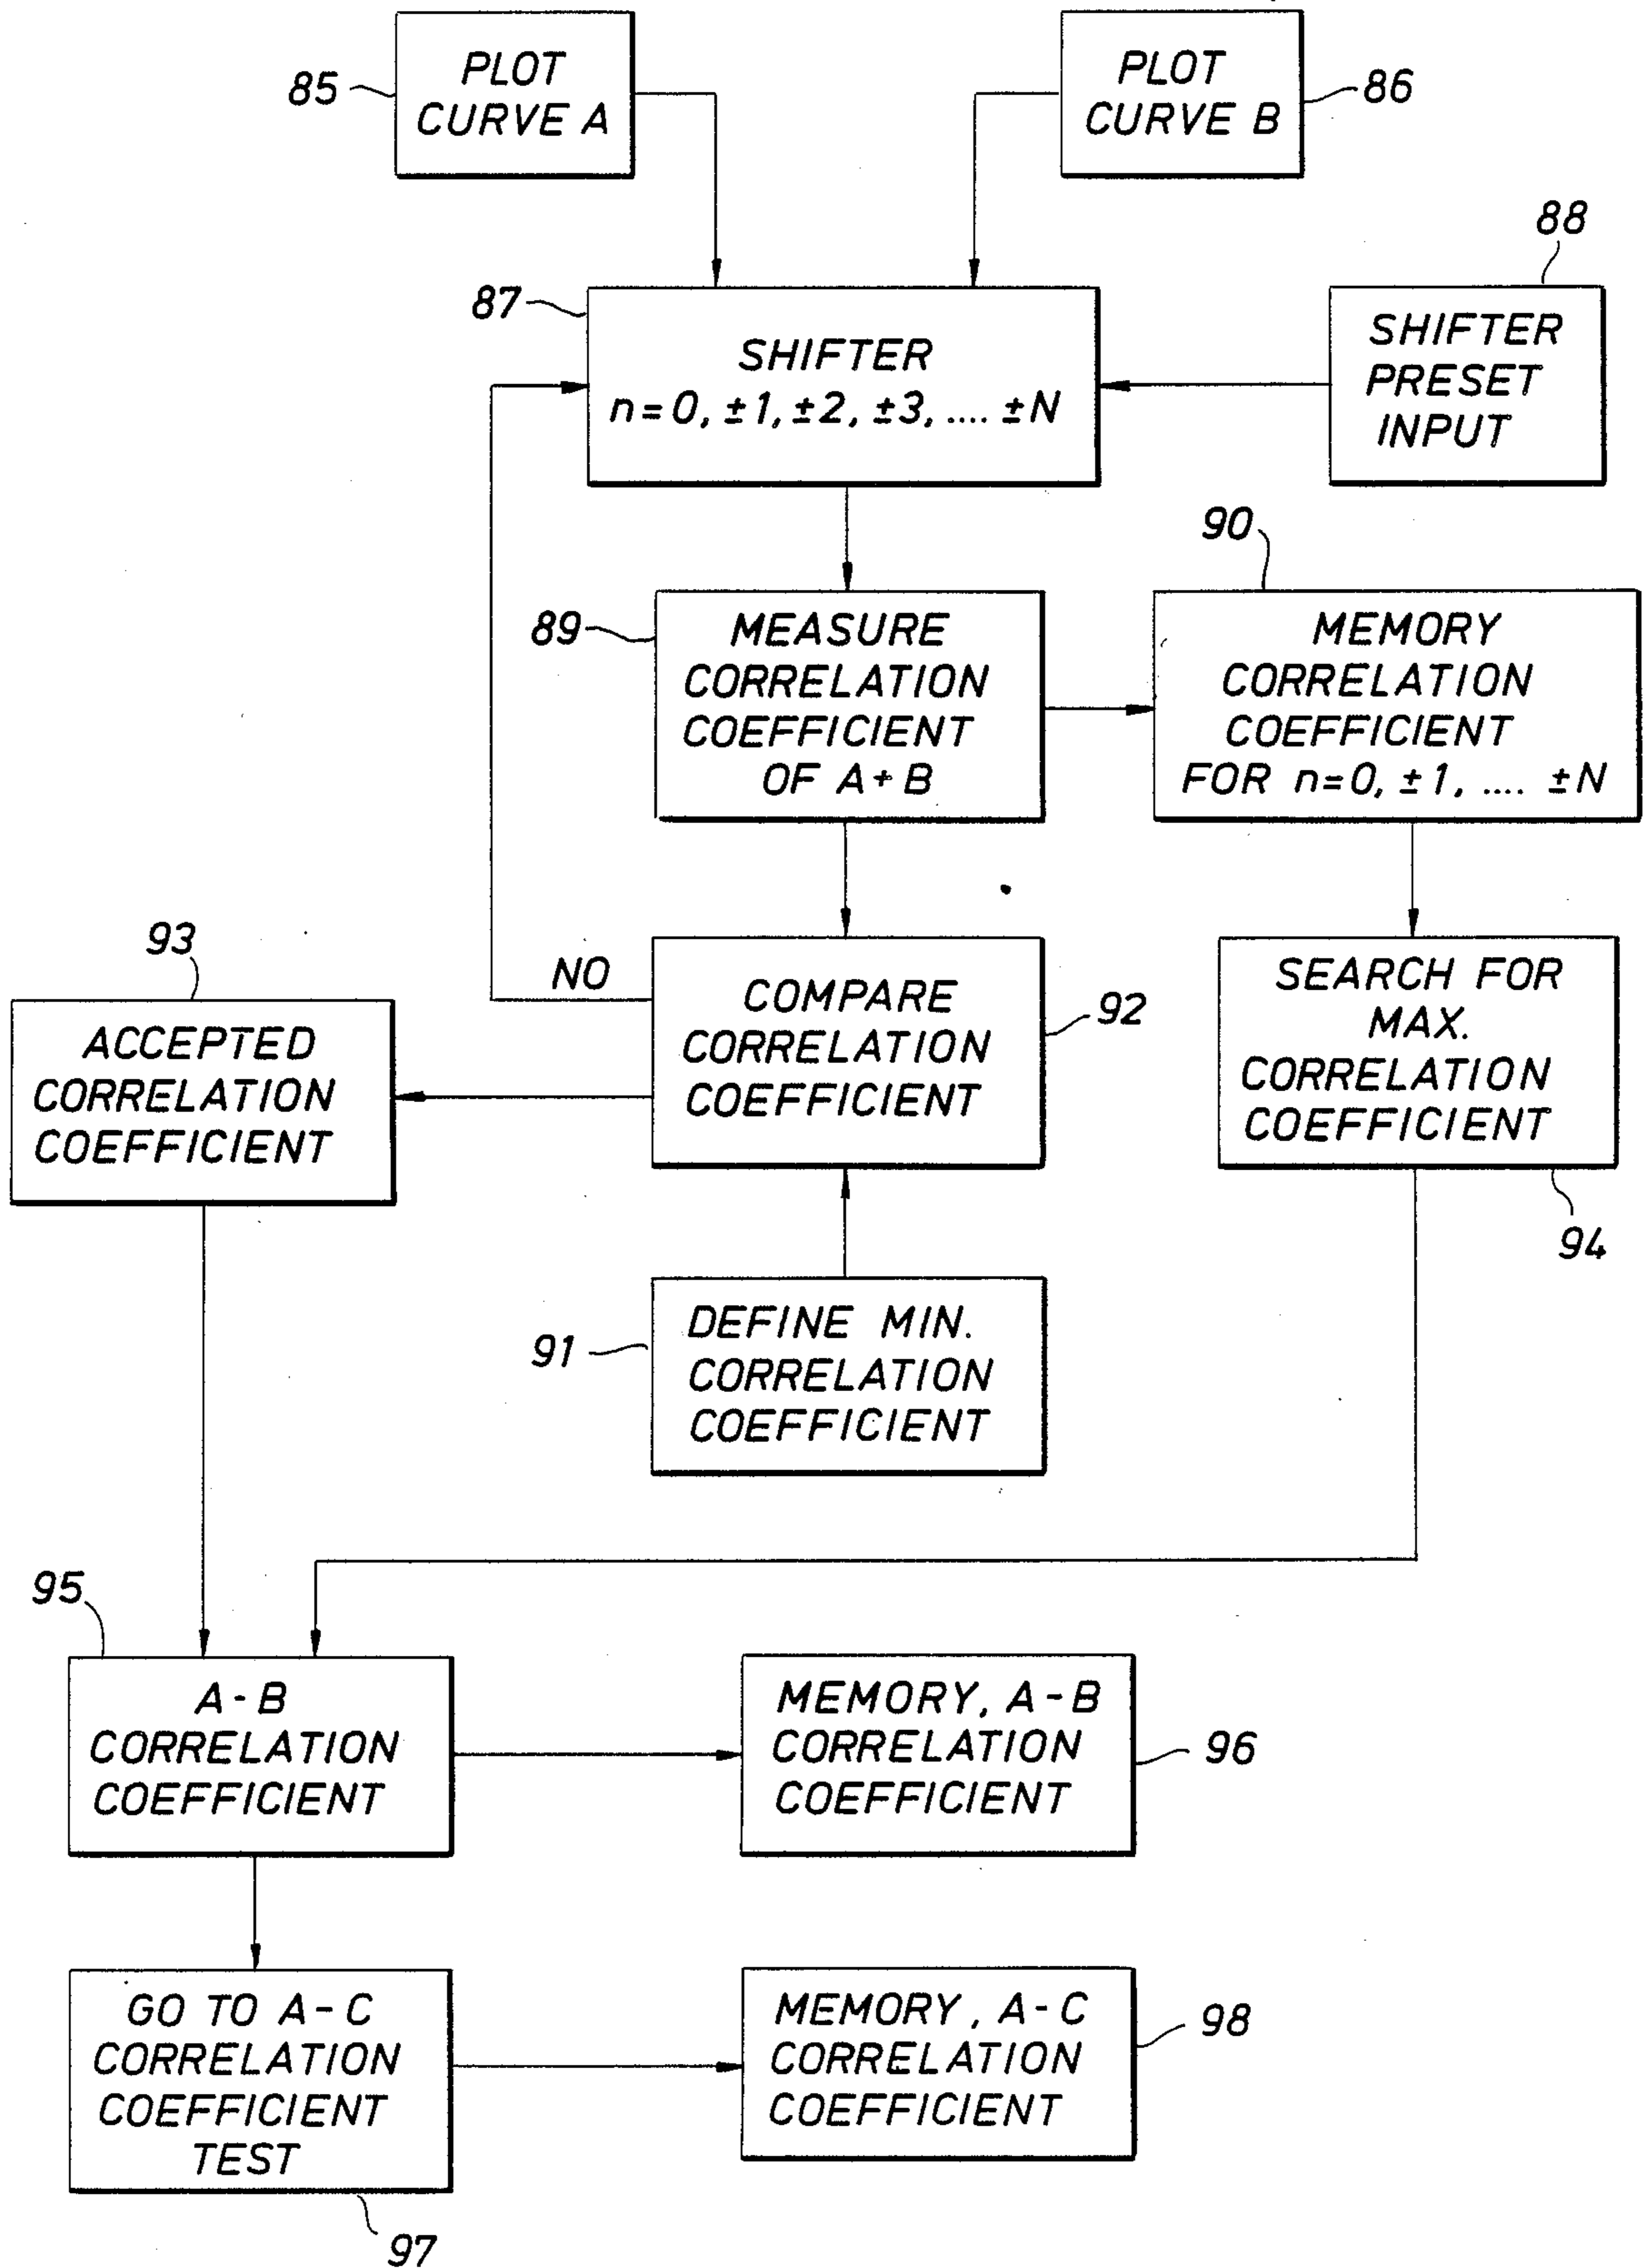 85
PLOT
CURVE A
PLOT
CURVE B
86
88
87
SHIFTER
n=0, ±1, ±2, ±3, .... ±N
SHIFTER
PRESET
INPUT
90
89
MEASURE
CORRELATION
COEFFICIENT
OF A+B
MEMORY
CORRELATION
COEFFICIENT
FOR n=0, ±1, .... ±N
93
NO
ACCEPTED
CORRELATION
COEFFICIENT
COMPARE
CORRELATION
COEFFICIENT
92
SEARCH FOR
MAX.
CORRELATION
COEFFICIENT
94
91
DEFINE MIN.
CORRELATION
COEFFICIENT
95
A-B
CORRELATION
COEFFICIENT
MEMORY, A-B
CORRELATION
COEFFICIENT
96
GO TO A-C
CORRELATION
COEFFICIENT
TEST
97
MEMORY, A-C
CORRELATION
COEFFICIENT
98